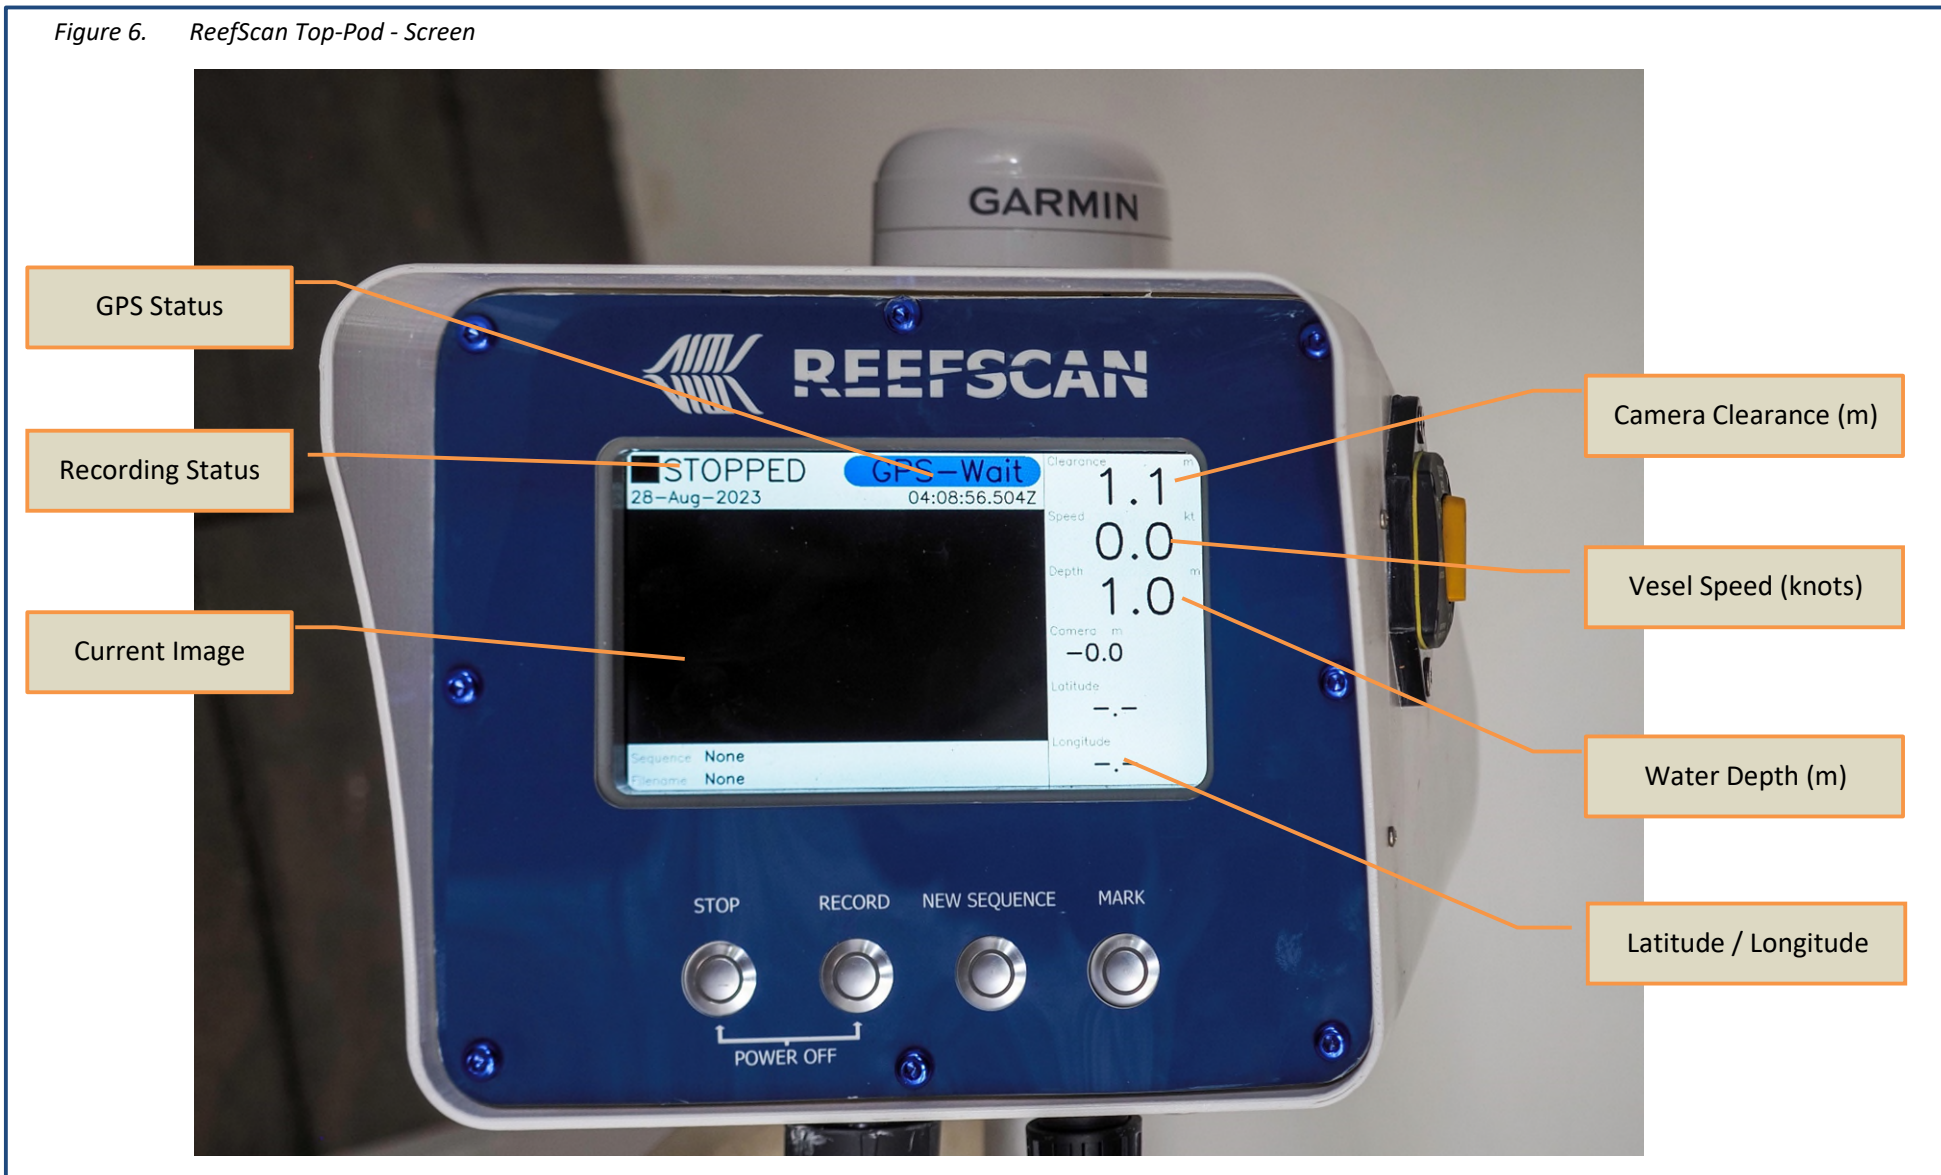 Figure 6. ReefScan Top-Pod - Screen
GARMIN
GPS Status
REEFSCAN
Camera Clearance (m)
Recording Status
STOPPED
GPS-Wait
28-Aug-2023
04:08:56.504Z
Clearance m
1.1
Speed kt
0.0
Depth m
1.0
Camera m
-0.0
Latitude
-.-
Longitude
-.-
Vesel Speed (knots)
Current Image
Sequence None
Filename None
Water Depth (m)
STOP
RECORD
NEW SEQUENCE
MARK
Latitude / Longitude
POWER OFF